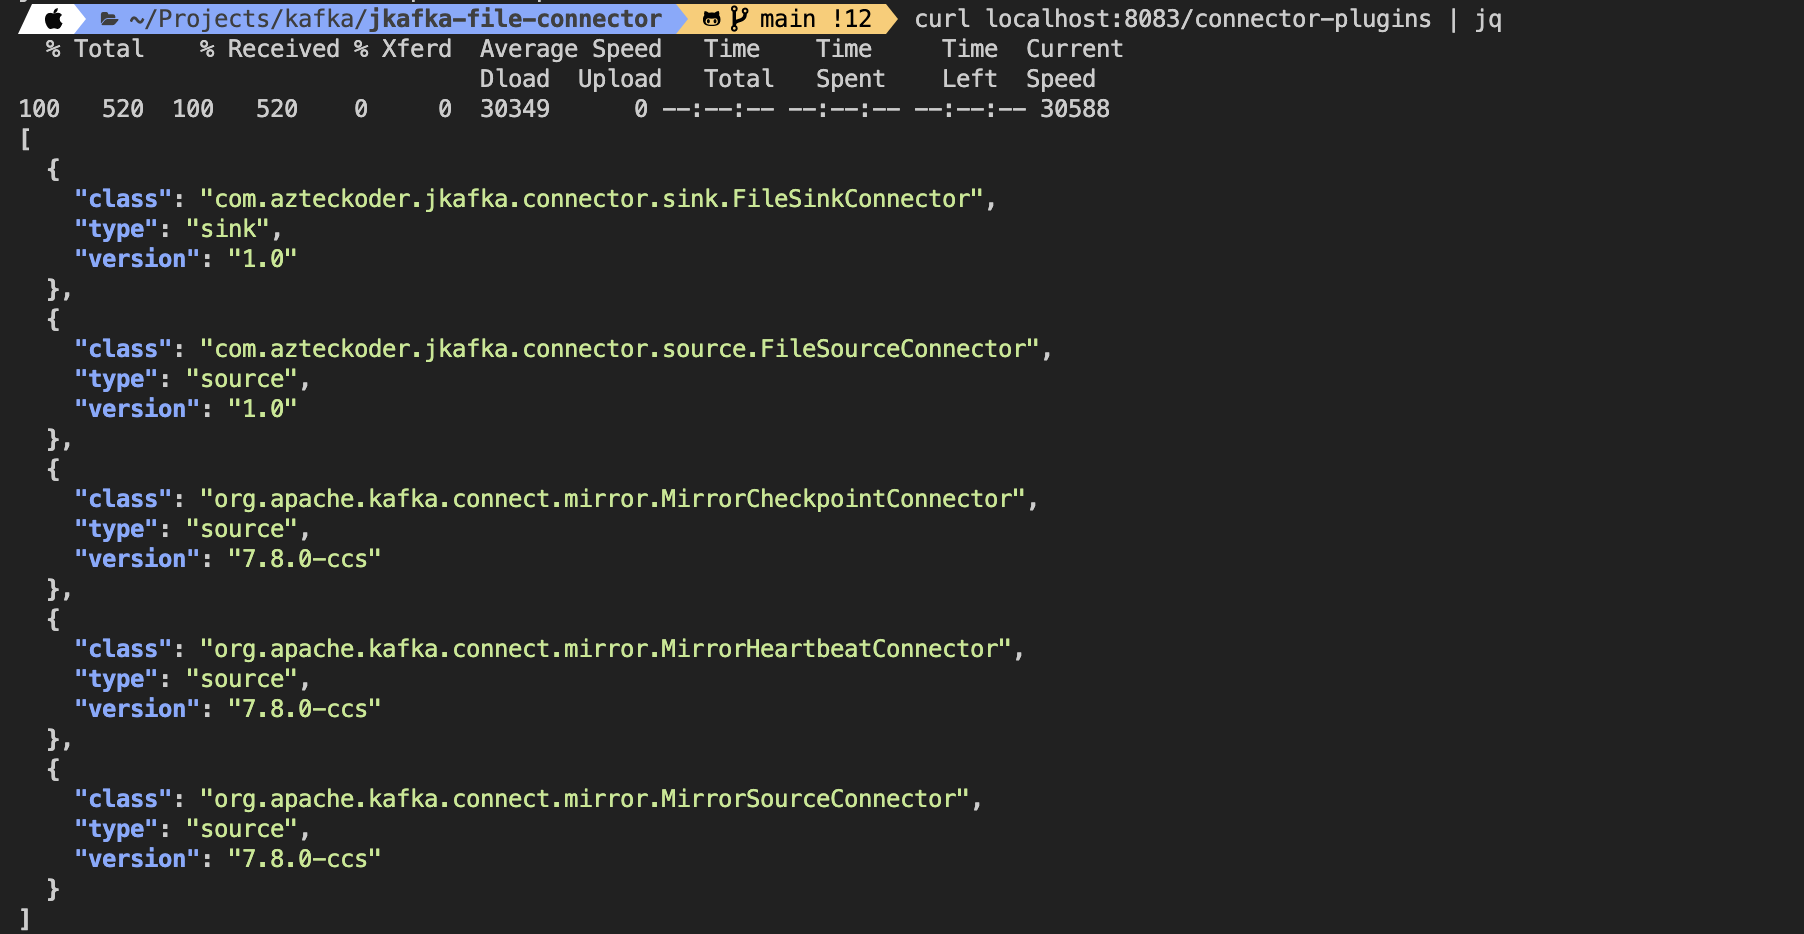 ~/Projects/kafka/jkafka-file-connector main !12 curl localhost:8083/connector-plugins | jq
% Total % Received % Xferd Average Speed Time Time Time Current
Dload Upload Total Spent Left Speed
100 520 100 520 0 0 30349 0 --:--:-- --:--:-- --:--:-- 30588
[
  {
    "class": "com.azteckoder.jkafka.connector.sink.FileSinkConnector",
    "type": "sink",
    "version": "1.0"
  },
  {
    "class": "com.azteckoder.jkafka.connector.source.FileSourceConnector",
    "type": "source",
    "version": "1.0"
  },
  {
    "class": "org.apache.kafka.connect.mirror.MirrorCheckpointConnector",
    "type": "source",
    "version": "7.8.0-ccs"
  },
  {
    "class": "org.apache.kafka.connect.mirror.MirrorHeartbeatConnector",
    "type": "source",
    "version": "7.8.0-ccs"
  },
  {
    "class": "org.apache.kafka.connect.mirror.MirrorSourceConnector",
    "type": "source",
    "version": "7.8.0-ccs"
  }
]